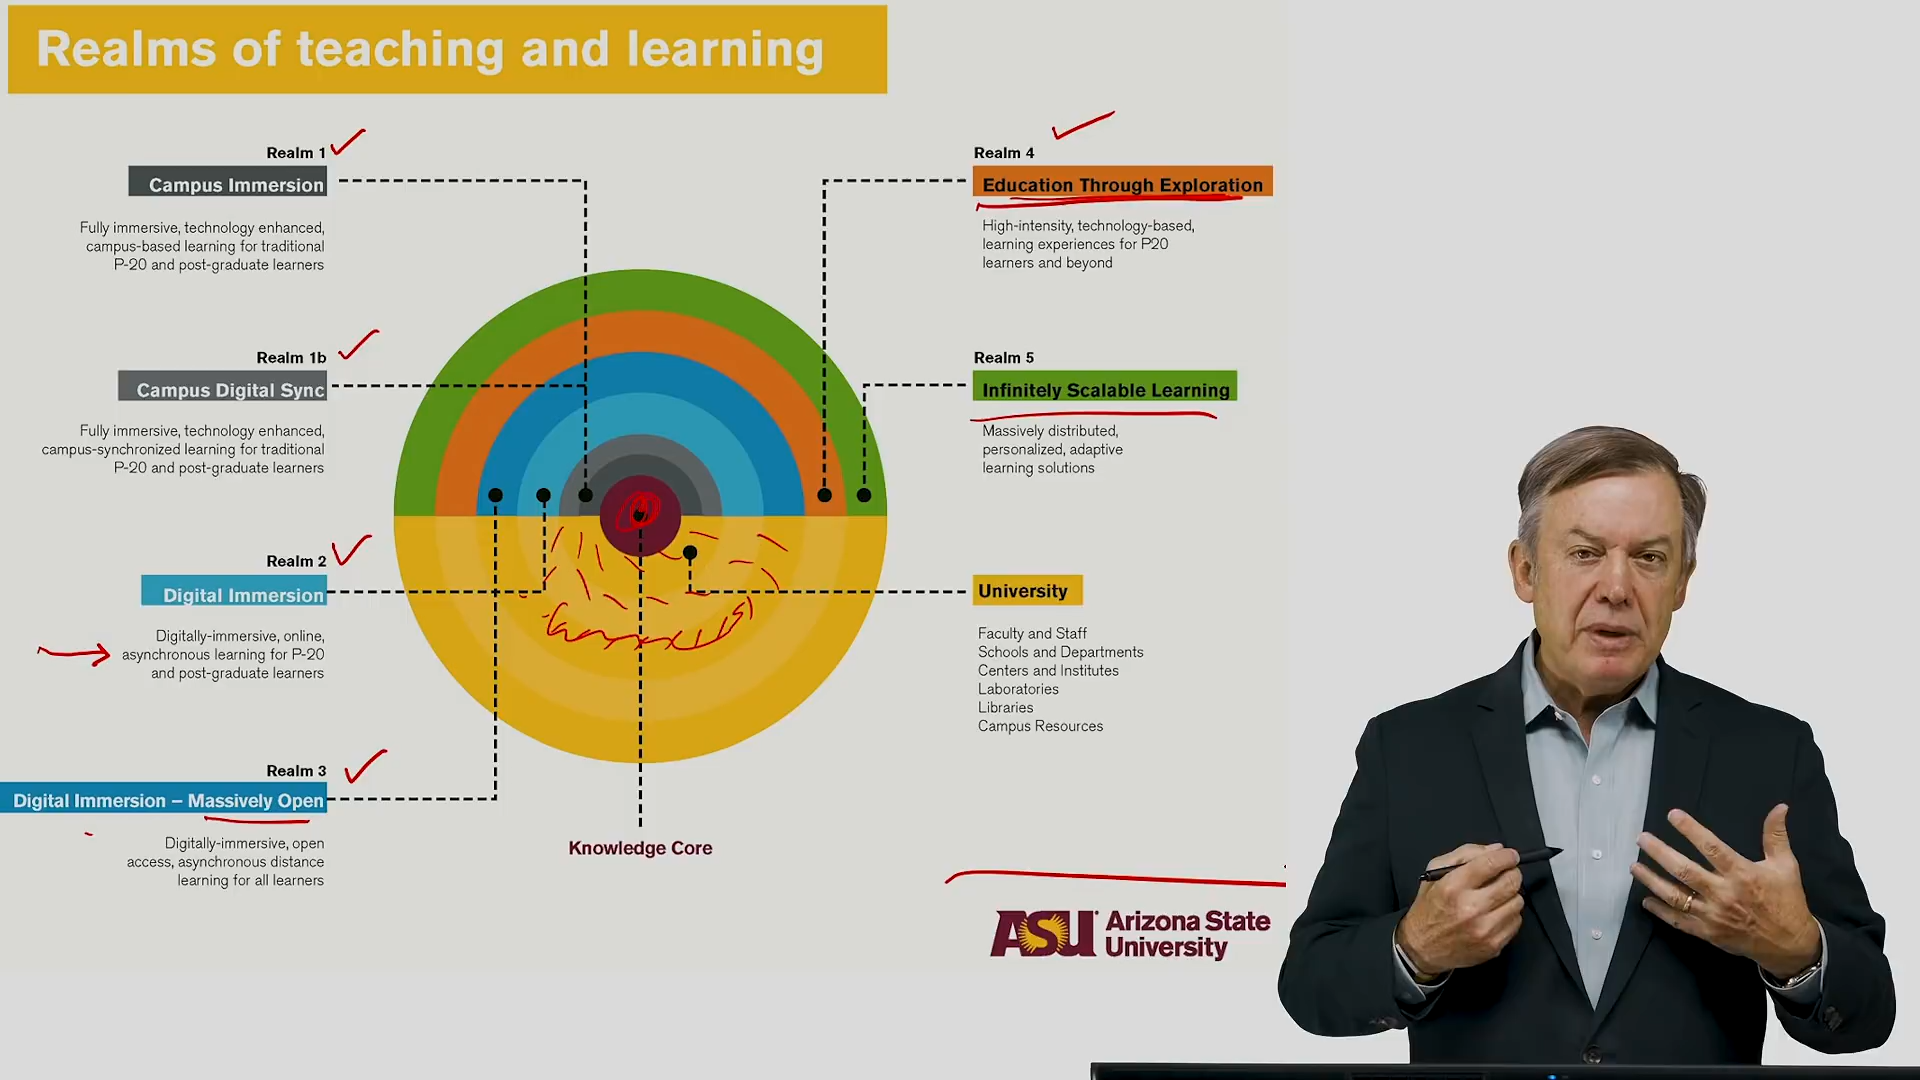 Realms of teaching and learning
Realm 1
Campus Immersion
Fully immersive, technology enhanced,
campus-based learning for traditional
P-20 and post-graduate learners
Realm 1b
Campus Digital Sync
Fully immersive, technology enhanced,
campus-synchronized learning for traditional
P-20 and post-graduate learners
Realm 2
Digital Immersion
Digitally-immersive, online,
asynchronous learning for P-20
and post-graduate learners
Realm 3
Digital Immersion – Massively Open
Digitally-immersive, open
access, asynchronous distance
learning for all learners
Knowledge Core
Realm 4
Education Through Exploration
High-intensity, technology-based,
learning experiences for P20
learners and beyond
Realm 5
Infinitely Scalable Learning
Massively distributed,
personalized, adaptive
learning solutions
University
Faculty and Staff
Schools and Departments
Centers and Institutes
Laboratories
Libraries
Campus Resources
ASU Arizona State
University